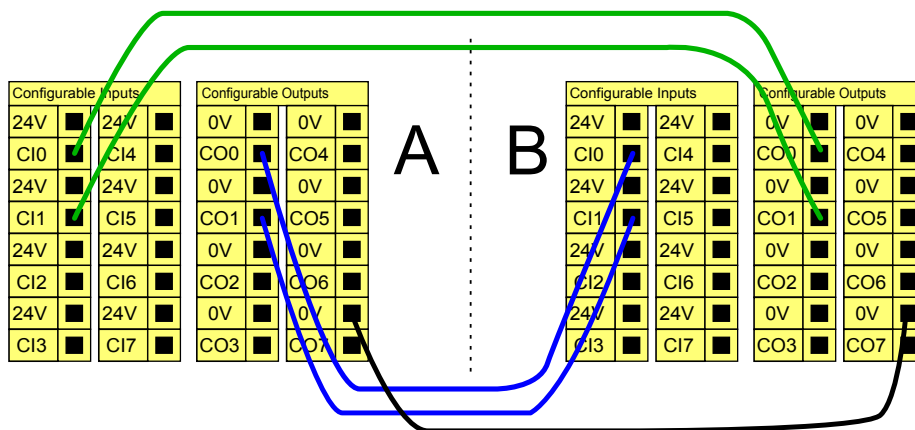 Configurable Inputs
24V 24V
CI0 CI4
24V 24V
CI1 CI5
24V 24V
CI2 CI6
24V 24V
CI3 CI7
Configurable Outputs
0V 0V
CO0 CO4
0V 0V
CO1 CO5
0V 0V
CO2 CO6
0V 0V
CO3 CO7
A
B
Configurable Inputs
24V 24V
CI0 CI4
24V 24V
CI1 CI5
24V 24V
CI2 CI6
24V 24V
CI3 CI7
Configurable Outputs
0V 0V
CO0 CO4
0V 0V
CO1 CO5
0V 0V
CO2 CO6
0V 0V
CO3 CO7